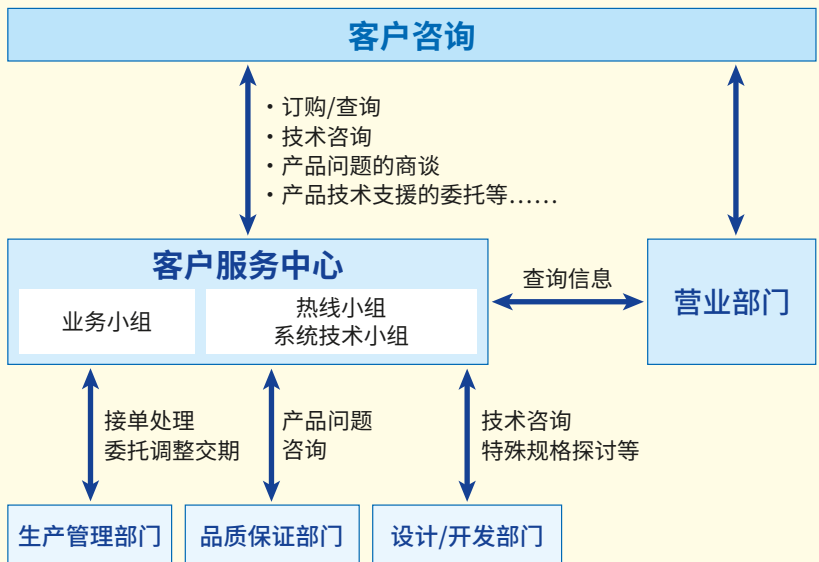 客户咨询
・订购/查询
・技术咨询
・产品问题的商谈
・产品技术支援的委托等……
客户服务中心
业务小组
热线小组
系统技术小组
查询信息
营业部门
接单处理
委托调整交期
产品问题
咨询
技术咨询
特殊规格探讨等
生产管理部门
品质保证部门
设计/开发部门